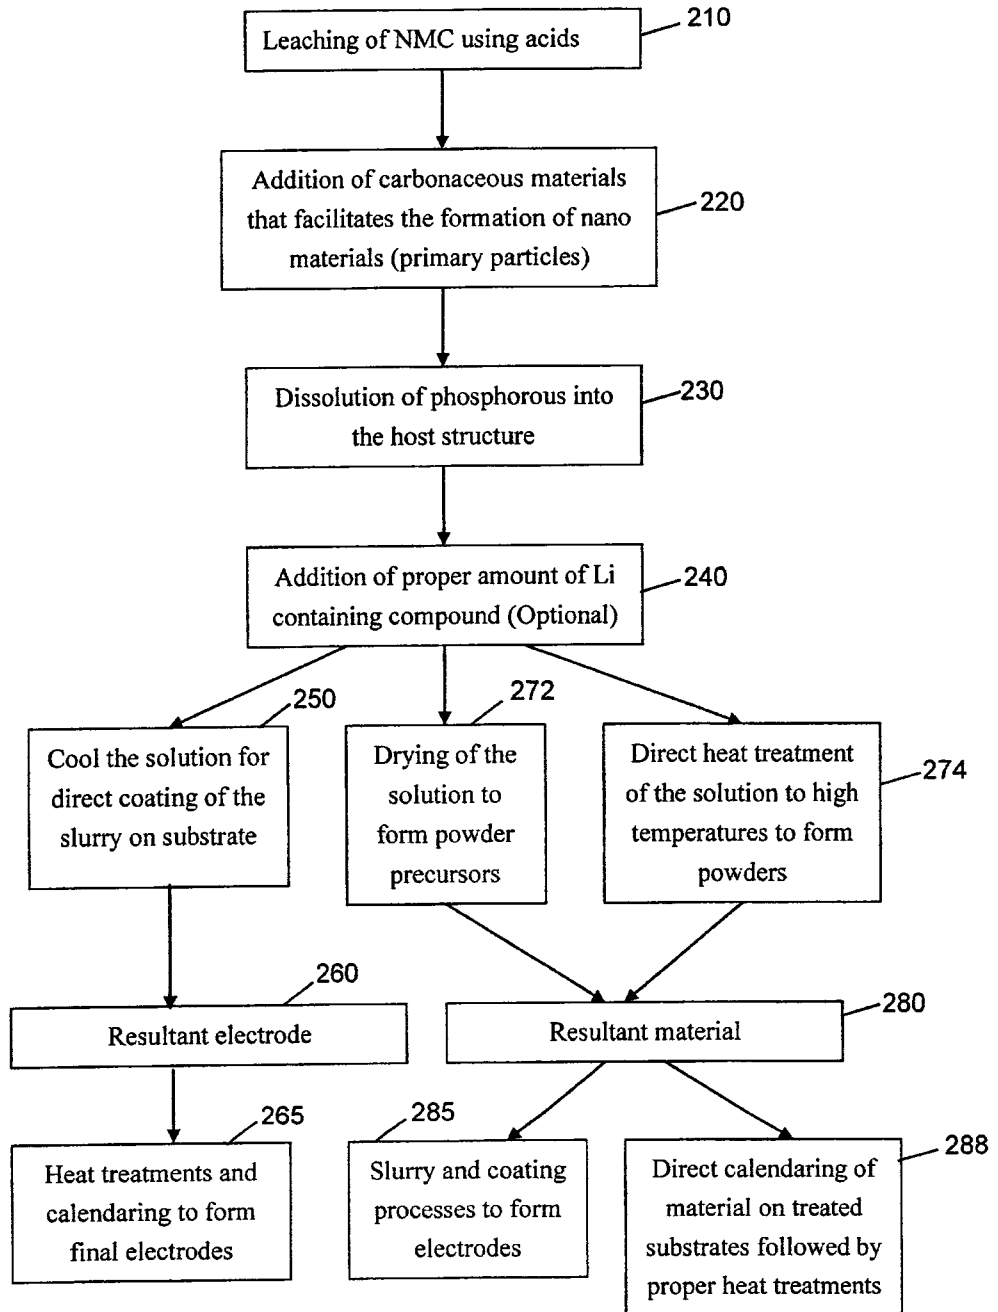 210
Leaching of NMC using acids
220
Addition of carbonaceous materials
that facilitates the formation of nano
materials (primary particles)
230
Dissolution of phosphorous into
the host structure
240
Addition of proper amount of Li
containing compound (Optional)
250
Cool the solution for
direct coating of the
slurry on substrate
272
Drying of the
solution to
form powder
precursors
274
Direct heat treatment
of the solution to high
temperatures to form
powders
260
Resultant electrode
280
Resultant material
265
Heat treatments and
calendaring to form
final electrodes
285
Slurry and coating
processes to form
electrodes
288
Direct calendaring of
material on treated
substrates followed by
proper heat treatments